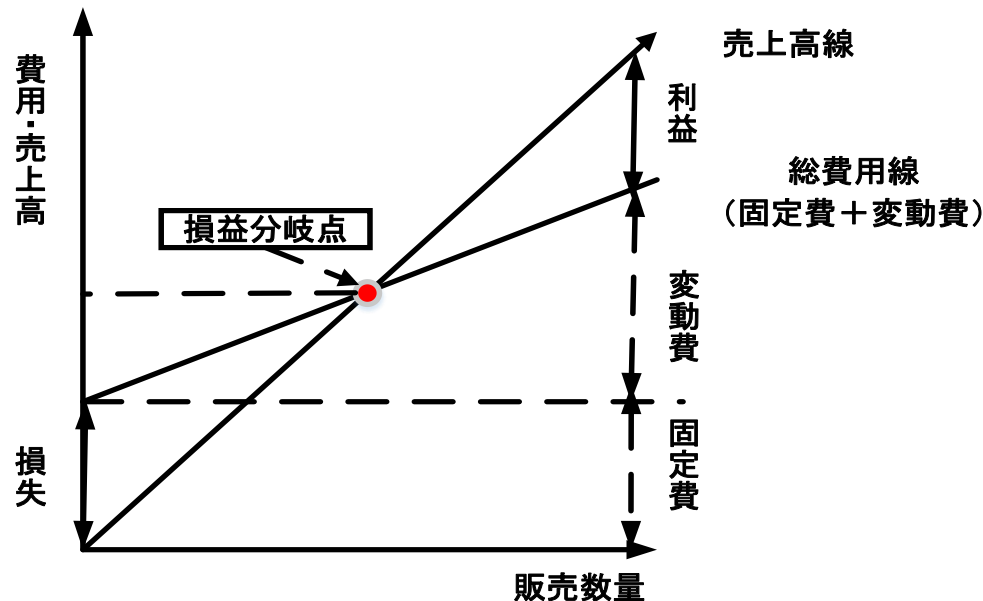 売上高線
費用・売上高
利益
総費用線
（固定費＋変動費）
損益分岐点
変動費
固定費
損失
販売数量